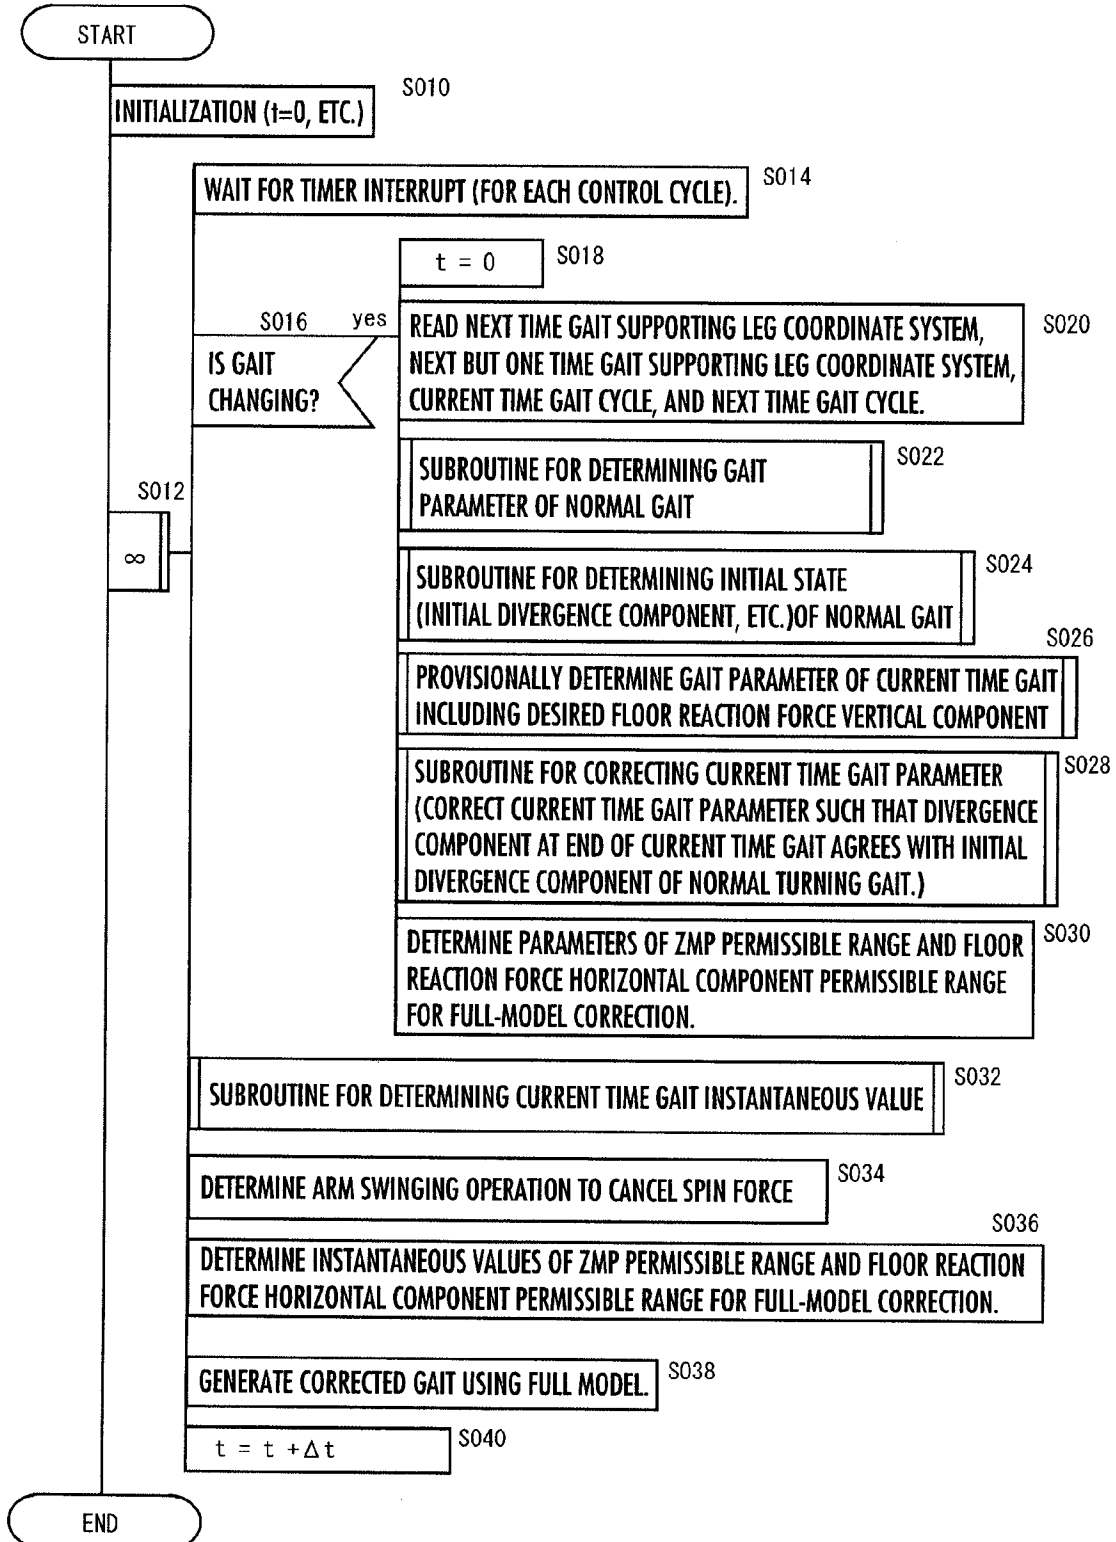 START
S010
INITIALIZATION (t=0, ETC.)
S014
WAIT FOR TIMER INTERRUPT (FOR EACH CONTROL CYCLE).
t = 0
S018
S016
yes
IS GAIT
CHANGING?
READ NEXT TIME GAIT SUPPORTING LEG COORDINATE SYSTEM,
NEXT BUT ONE TIME GAIT SUPPORTING LEG COORDINATE SYSTEM,
CURRENT TIME GAIT CYCLE, AND NEXT TIME GAIT CYCLE.
S020
SUBROUTINE FOR DETERMINING GAIT
PARAMETER OF NORMAL GAIT
S022
S012
∞
SUBROUTINE FOR DETERMINING INITIAL STATE
(INITIAL DIVERGENCE COMPONENT, ETC.)OF NORMAL GAIT
S024
S026
PROVISIONALLY DETERMINE GAIT PARAMETER OF CURRENT TIME GAIT
INCLUDING DESIRED FLOOR REACTION FORCE VERTICAL COMPONENT
SUBROUTINE FOR CORRECTING CURRENT TIME GAIT PARAMETER
(CORRECT CURRENT TIME GAIT PARAMETER SUCH THAT DIVERGENCE
COMPONENT AT END OF CURRENT TIME GAIT AGREES WITH INITIAL
DIVERGENCE COMPONENT OF NORMAL TURNING GAIT.)
S028
DETERMINE PARAMETERS OF ZMP PERMISSIBLE RANGE AND FLOOR
REACTION FORCE HORIZONTAL COMPONENT PERMISSIBLE RANGE
FOR FULL-MODEL CORRECTION.
S030
SUBROUTINE FOR DETERMINING CURRENT TIME GAIT INSTANTANEOUS VALUE
S032
DETERMINE ARM SWINGING OPERATION TO CANCEL SPIN FORCE
S034
S036
DETERMINE INSTANTANEOUS VALUES OF ZMP PERMISSIBLE RANGE AND FLOOR REACTION
FORCE HORIZONTAL COMPONENT PERMISSIBLE RANGE FOR FULL-MODEL CORRECTION.
GENERATE CORRECTED GAIT USING FULL MODEL.
S038
t = t +Δt
S040
END